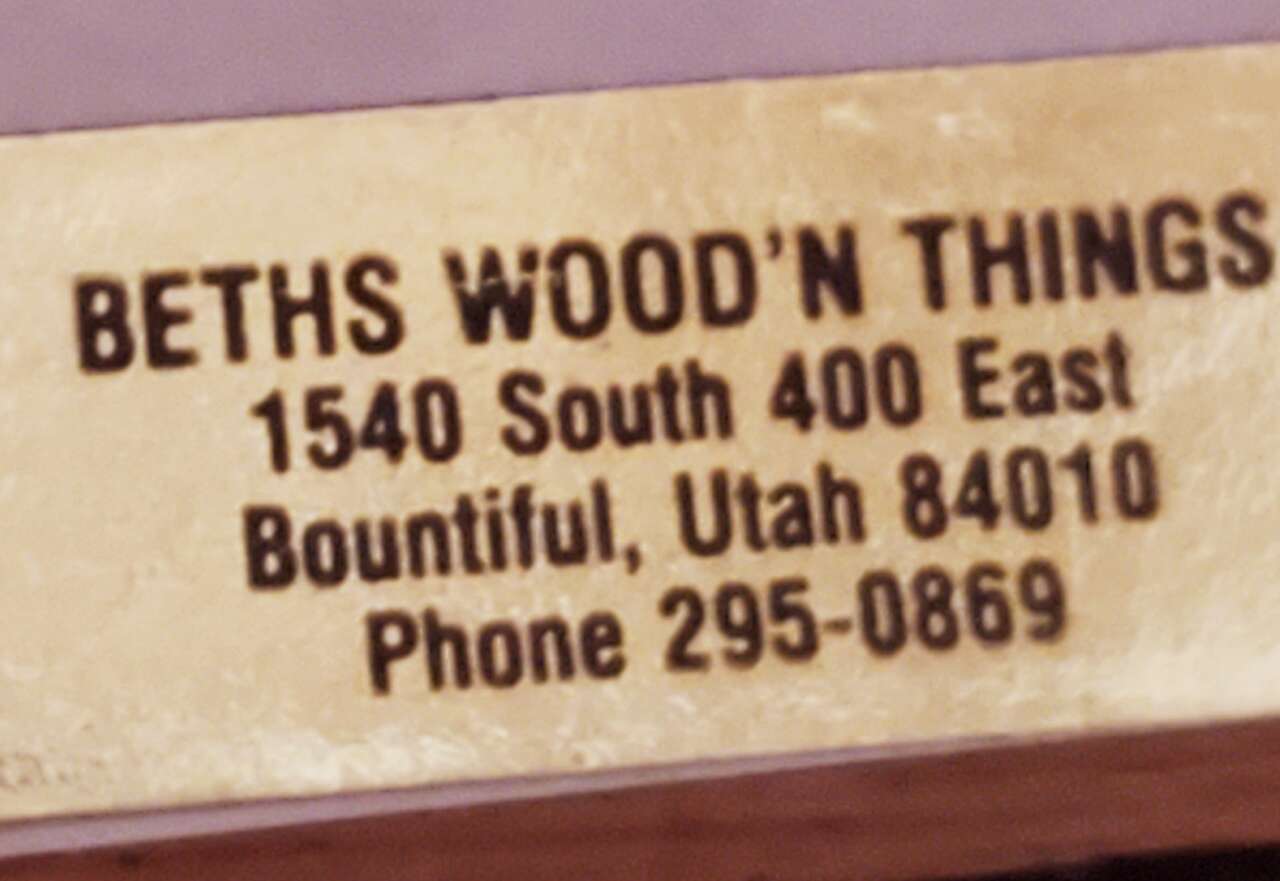 BETHS WOOD'N THINGS
1540 South 400 East
Bountiful, Utah 84010
Phone 295-0869